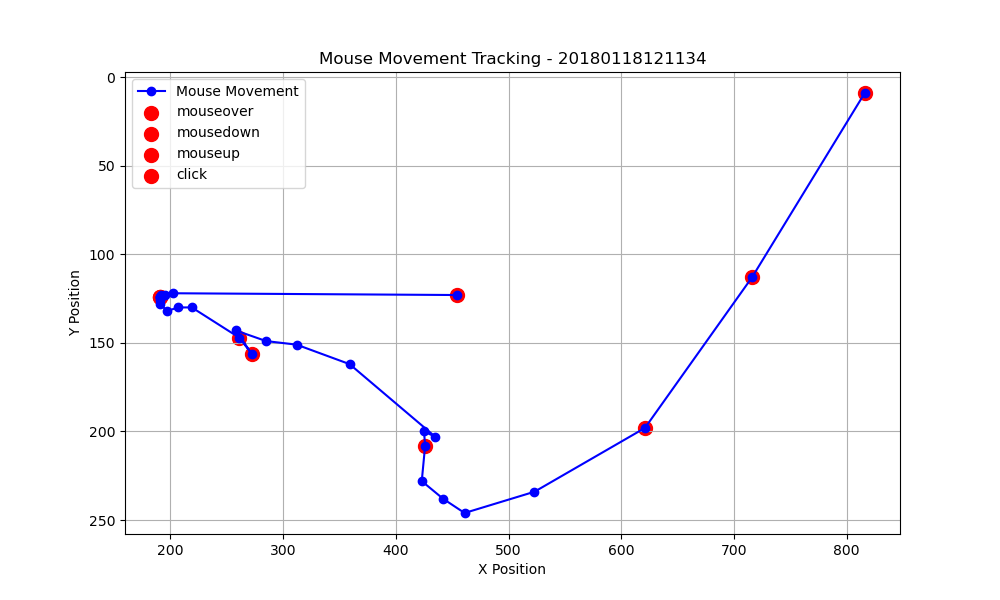 Mouse Movement Tracking - 20180118121134
Mouse Movement
mouseover
mousedown
mouseup
click
0
50
100
150
200
250
Y Position
200 300 400 500 600 700 800
X Position